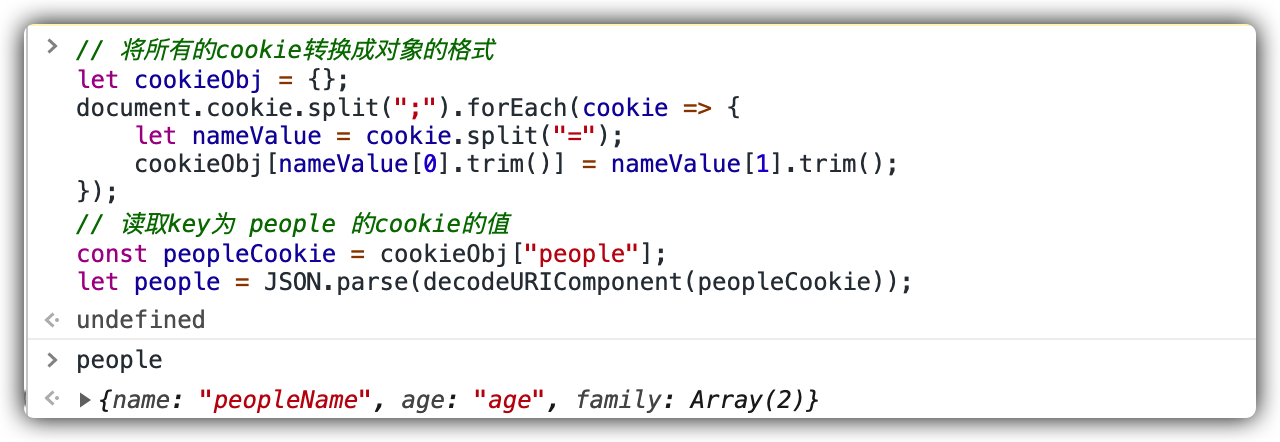 > // 将所有的cookie转换成对象的格式
let cookieObj = {};
document.cookie.split(";").forEach(cookie => {
    let nameValue = cookie.split("=");
    cookieObj[nameValue[0].trim()] = nameValue[1].trim();
});
// 读取key为 people 的cookie的值
const peopleCookie = cookieObj["people"];
let people = JSON.parse(decodeURIComponent(peopleCookie));
undefined
> people
{name: "peopleName", age: "age", family: Array(2)}